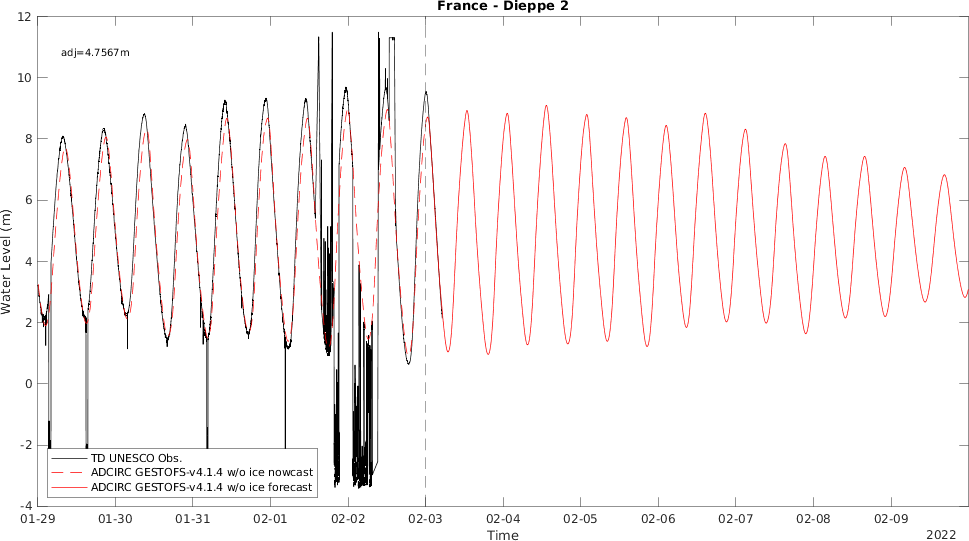 France - Dieppe 2
adj=4.7567m
12
10
8
6
4
2
0
-2
-4
Water Level (m)
TD UNESCO Obs.
ADCIRC GESTOFS-v4.1.4 w/o ice nowcast
ADCIRC GESTOFS-v4.1.4 w/o ice forecast
01-29 01-30 01-31 02-01 02-02 02-03 02-04 02-05 02-06 02-07 02-08 02-09
Time
2022